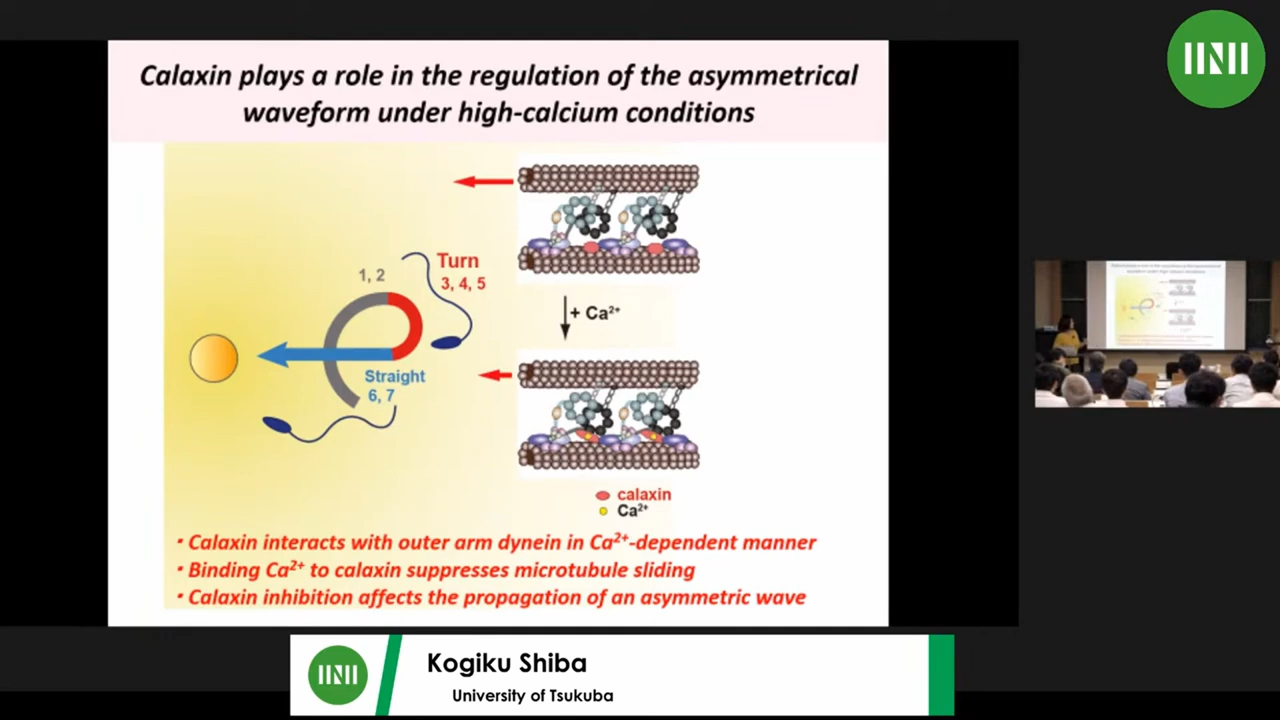 Calaxin plays a role in the regulation of the asymmetrical
waveform under high-calcium conditions
1, 2
Turn
3, 4, 5
Straight
6, 7
+ Ca²⁺
calaxin
Ca²⁺
・Calaxin interacts with outer arm dynein in Ca²⁺-dependent manner
・Binding Ca²⁺ to calaxin suppresses microtubule sliding
・Calaxin inhibition affects the propagation of an asymmetric wave
Kogiku Shiba
University of Tsukuba